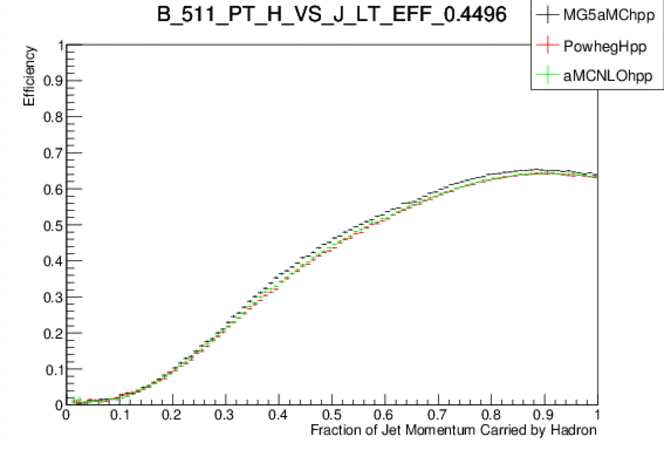 B_511_PT_H_VS_J_LT_EFF_0.4496
MG5aMChpp
PowhegHpp
aMCNLOhpp
Efficiency
1
0.9
0.8
0.7
0.6
0.5
0.4
0.3
0.2
0.1
0
0 0.1 0.2 0.3 0.4 0.5 0.6 0.7 0.8 0.9 1
Fraction of Jet Momentum Carried by Hadron